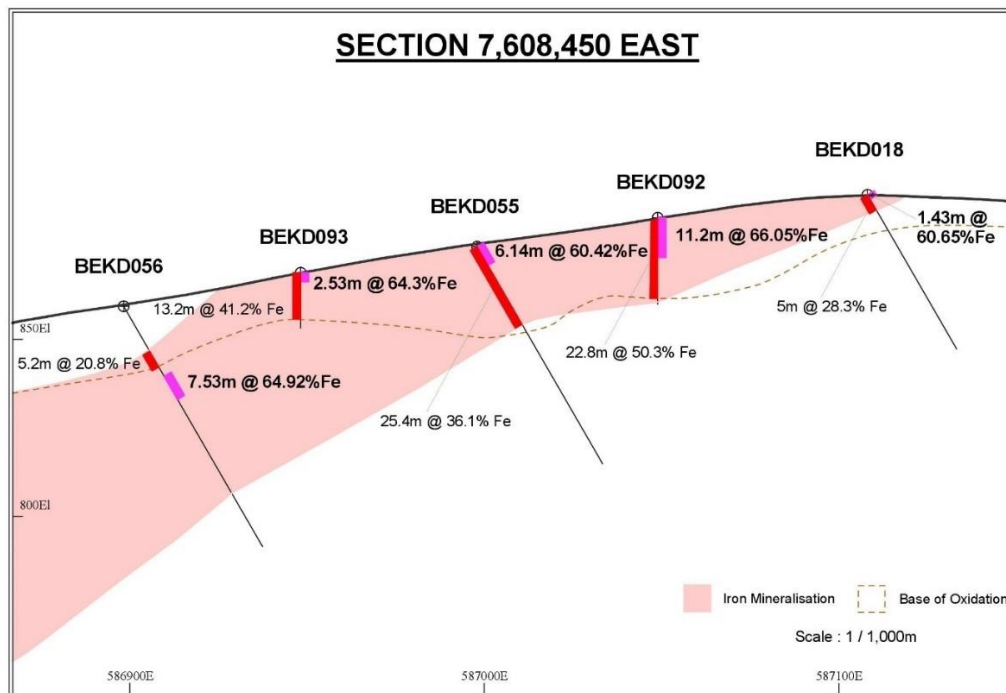 SECTION 7,608,450 EAST
BEKD018
BEKD092
BEKD055
BEKD093
BEKD056
1.43m @
60.65%Fe
11.2m @ 66.05%Fe
6.14m @ 60.42%Fe
2.53m @ 64.3%Fe
13.2m @ 41.2% Fe
5m @ 28.3% Fe
850El
22.8m @ 50.3% Fe
5.2m @ 20.8% Fe
7.53m @ 64.92%Fe
25.4m @ 36.1% Fe
800El
Iron Mineralisation
Base of Oxidation
Scale : 1 / 1,000m
586900E
587000E
587100E